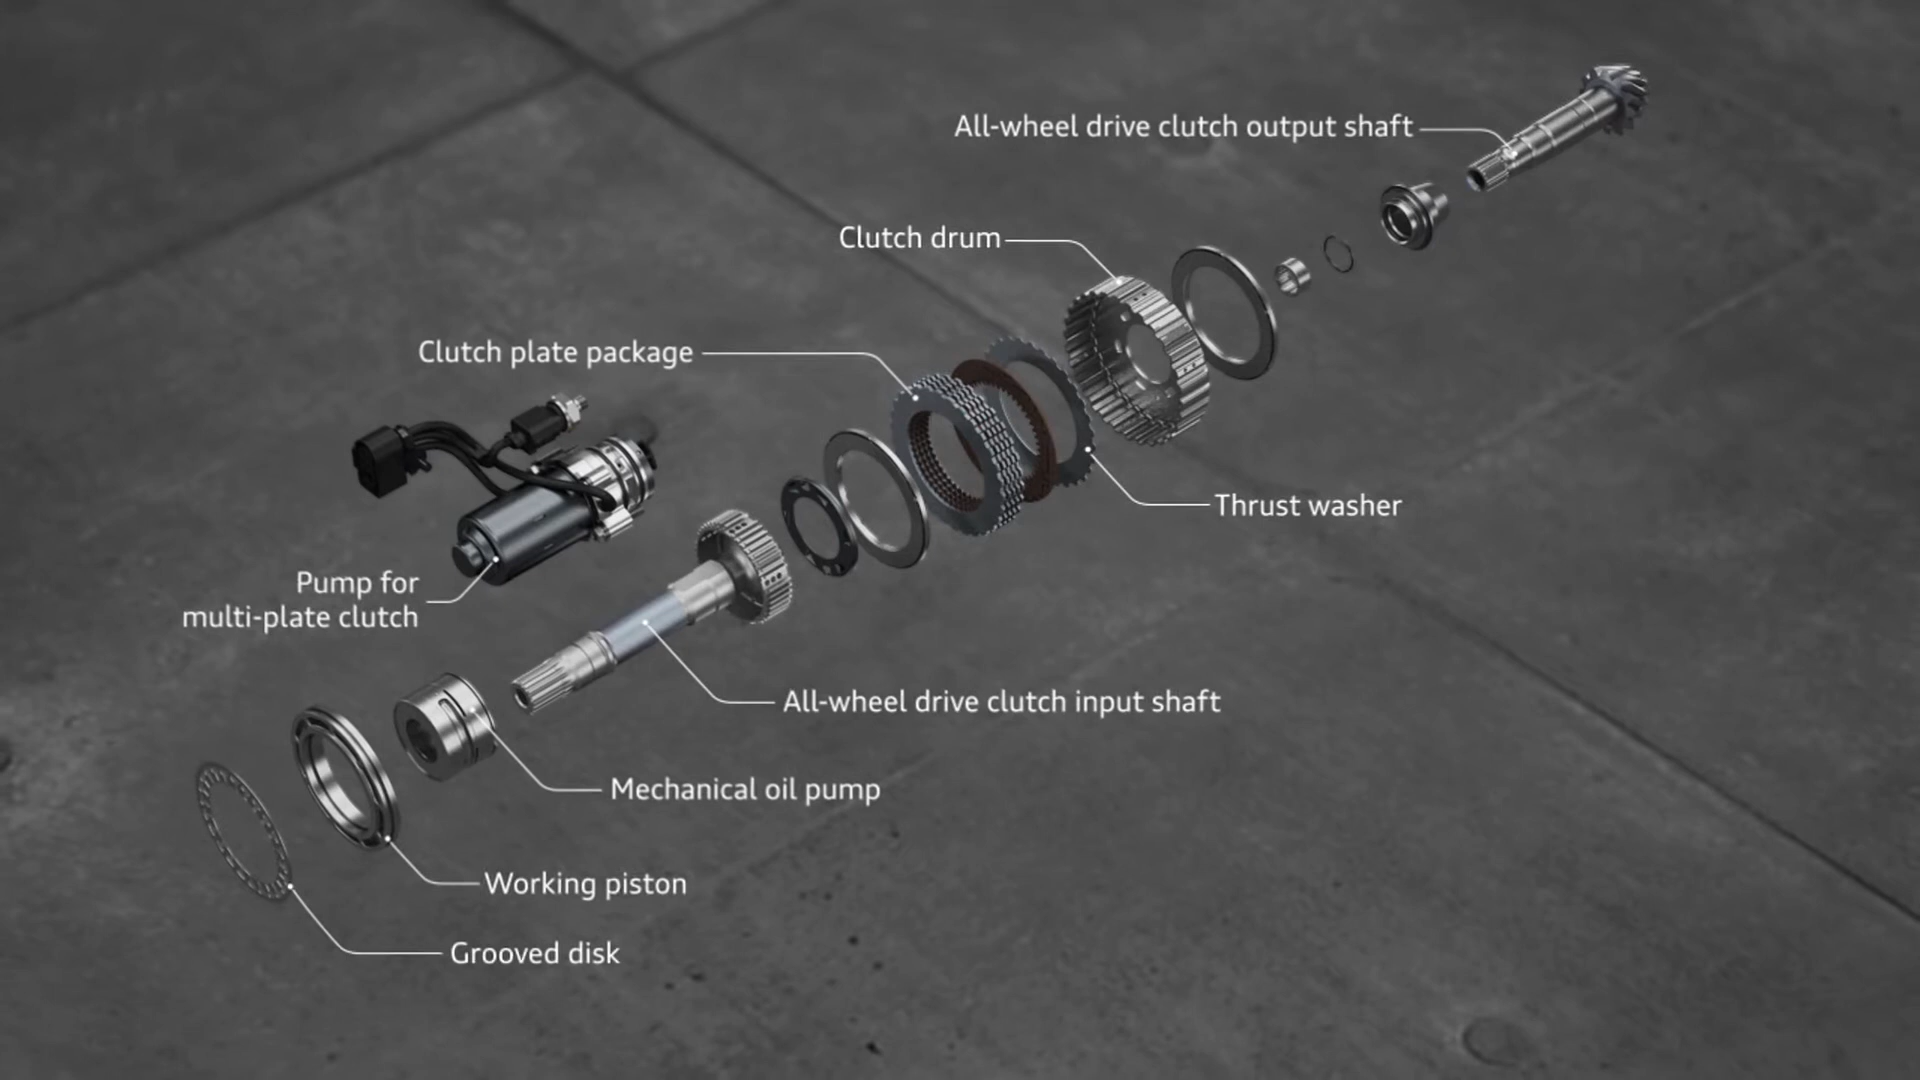 All-wheel drive clutch output shaft
Clutch drum
Clutch plate package
Thrust washer
Pump for
multi-plate clutch
All-wheel drive clutch input shaft
Mechanical oil pump
Working piston
Grooved disk